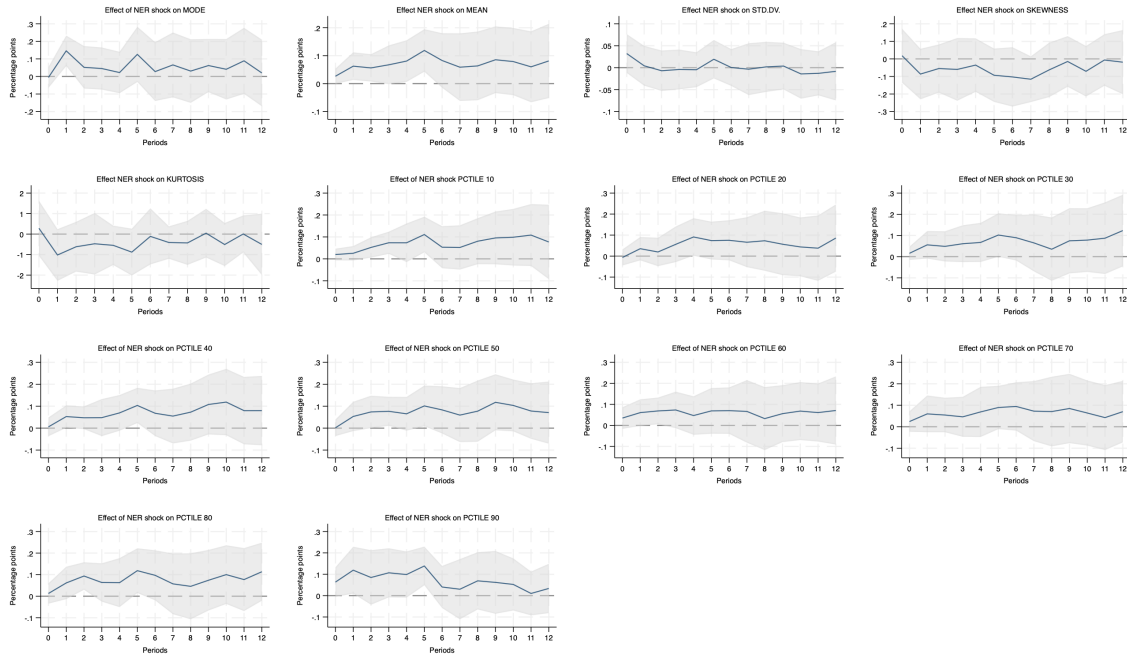 Effect of NER shock on MODE
Percentage points
.3
.2
.1
0
-.1
-.2
0 1 2 3 4 5 6 7 8 9 10 11 12
Periods
Effect of NER shock on MEAN
Percentage points
.2
.1
0
-.1
0 1 2 3 4 5 6 7 8 9 10 11 12
Periods
Effect NER shock on STD.DV.
Percentage points
.1
.05
0
-.05
-.1
0 1 2 3 4 5 6 7 8 9 10 11 12
Periods
Effect NER shock on SKEWNESS
Percentage points
.2
.1
0
-.1
-.2
-.3
0 1 2 3 4 5 6 7 8 9 10 11 12
Periods
Effect NER shock on KURTOSIS
Percentage points
2
1
0
-1
-2
0 1 2 3 4 5 6 7 8 9 10 11 12
Periods
Effect of NER shock PCTILE 10
Percentage points
.3
.2
.1
0
-.1
0 1 2 3 4 5 6 7 8 9 10 11 12
Periods
Effect of NER shock on PCTILE 20
Percentage points
.3
.2
.1
0
-.1
0 1 2 3 4 5 6 7 8 9 10 11 12
Periods
Effect of NER shock on PCTILE 30
Percentage points
.3
.2
.1
0
-.1
0 1 2 3 4 5 6 7 8 9 10 11 12
Periods
Effect of NER shock on PCTILE 40
Percentage points
.3
.2
.1
0
-.1
0 1 2 3 4 5 6 7 8 9 10 11 12
Periods
Effect of NER shock on PCTILE 50
Percentage points
.3
.2
.1
0
-.1
0 1 2 3 4 5 6 7 8 9 10 11 12
Periods
Effect of NER shock on PCTILE 60
Percentage points
.3
.2
.1
0
-.1
0 1 2 3 4 5 6 7 8 9 10 11 12
Periods
Effect of NER shock on PCTILE 70
Percentage points
.3
.2
.1
0
-.1
0 1 2 3 4 5 6 7 8 9 10 11 12
Periods
Effect of NER shock on PCTILE 80
Percentage points
.3
.2
.1
0
-.1
0 1 2 3 4 5 6 7 8 9 10 11 12
Periods
Effect of NER shock on PCTILE 90
Percentage points
.3
.2
.1
0
-.1
0 1 2 3 4 5 6 7 8 9 10 11 12
Periods